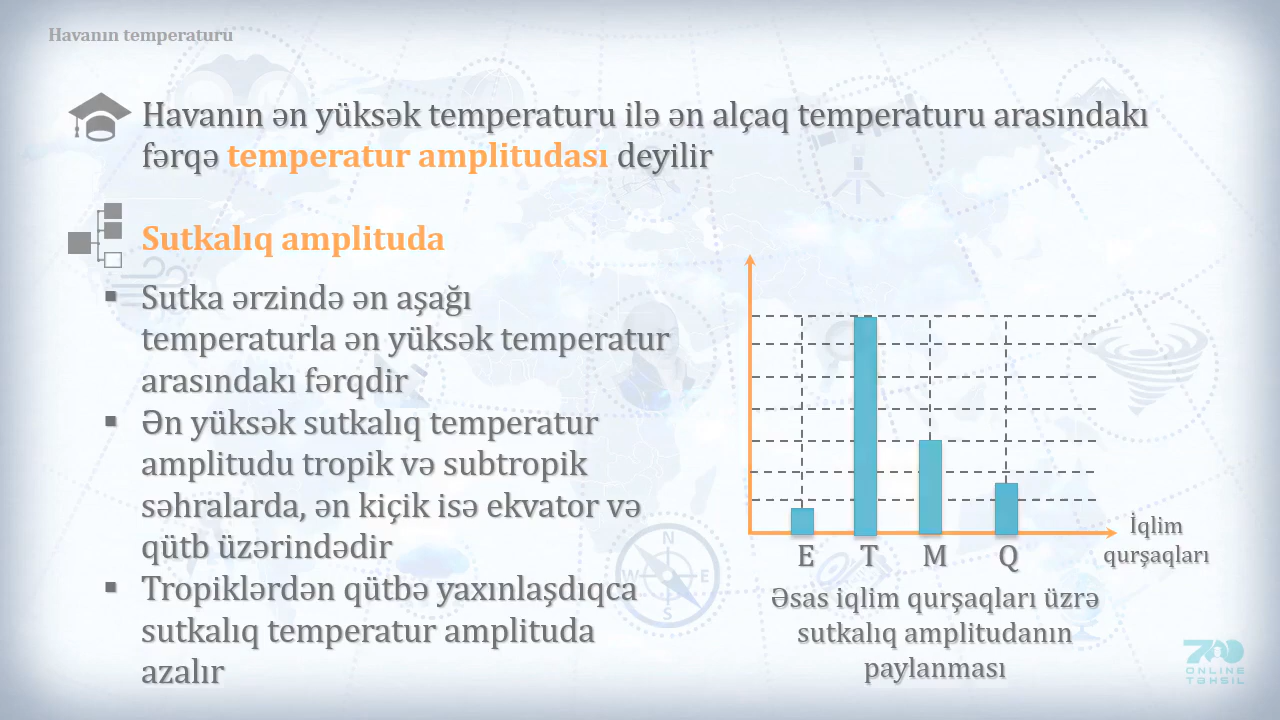 Havanın temperaturu
Havanın ən yüksək temperaturu ilə ən alçaq temperaturu arasındakı
fərqə temperatur amplitudası deyilir
Sutkalıq amplituda
▪ Sutka ərzində ən aşağı
temperaturla ən yüksək temperatur
arasındakı fərqdir
▪ Ən yüksək sutkalıq temperatur
amplitudu tropik və subtropik
səhralarda, ən kiçik isə ekvator və
qütb üzərindədir
▪ Tropiklərdən qütbə yaxınlaşdıqca
sutkalıq temperatur amplituda
azalır
E T M Q
İqlim
qurşaqları
Əsas iqlim qurşaqları üzrə
sutkalıq amplitudanın
paylanması
N
W E
S
700
ONLINE
TƏHSİL